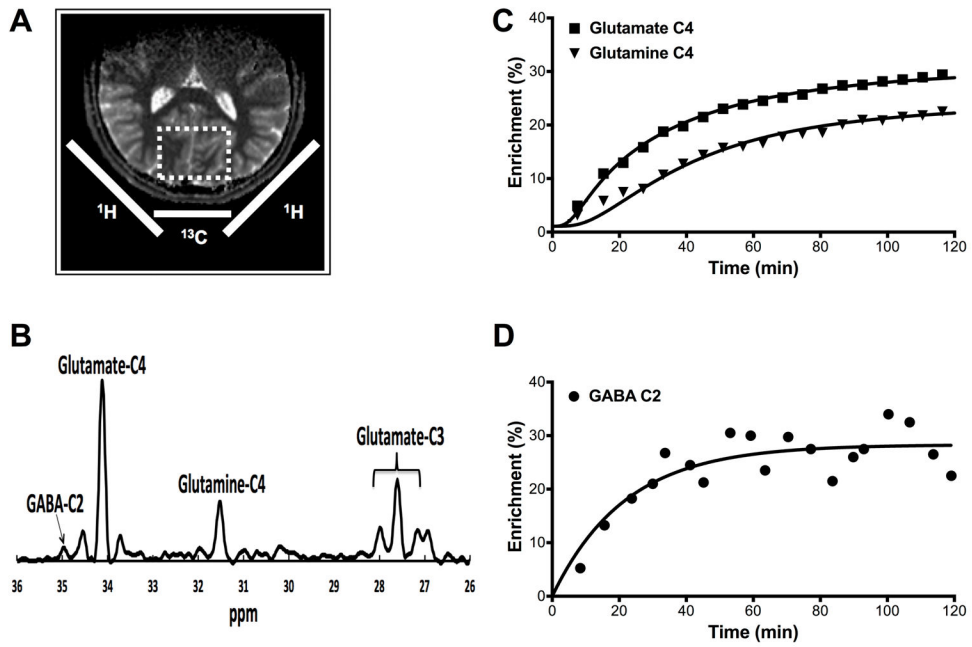 A
1H
13C
1H
B
Glutamate-C4
GABA-C2
Glutamine-C4
Glutamate-C3
36 35 34 33 32 31 30 29 28 27 26
ppm
C
Glutamate C4
Glutamine C4
Enrichment (%)
40
30
20
10
0
0 20 40 60 80 100 120
Time (min)
D
GABA C2
Enrichment (%)
40
30
20
10
0
0 20 40 60 80 100 120
Time (min)